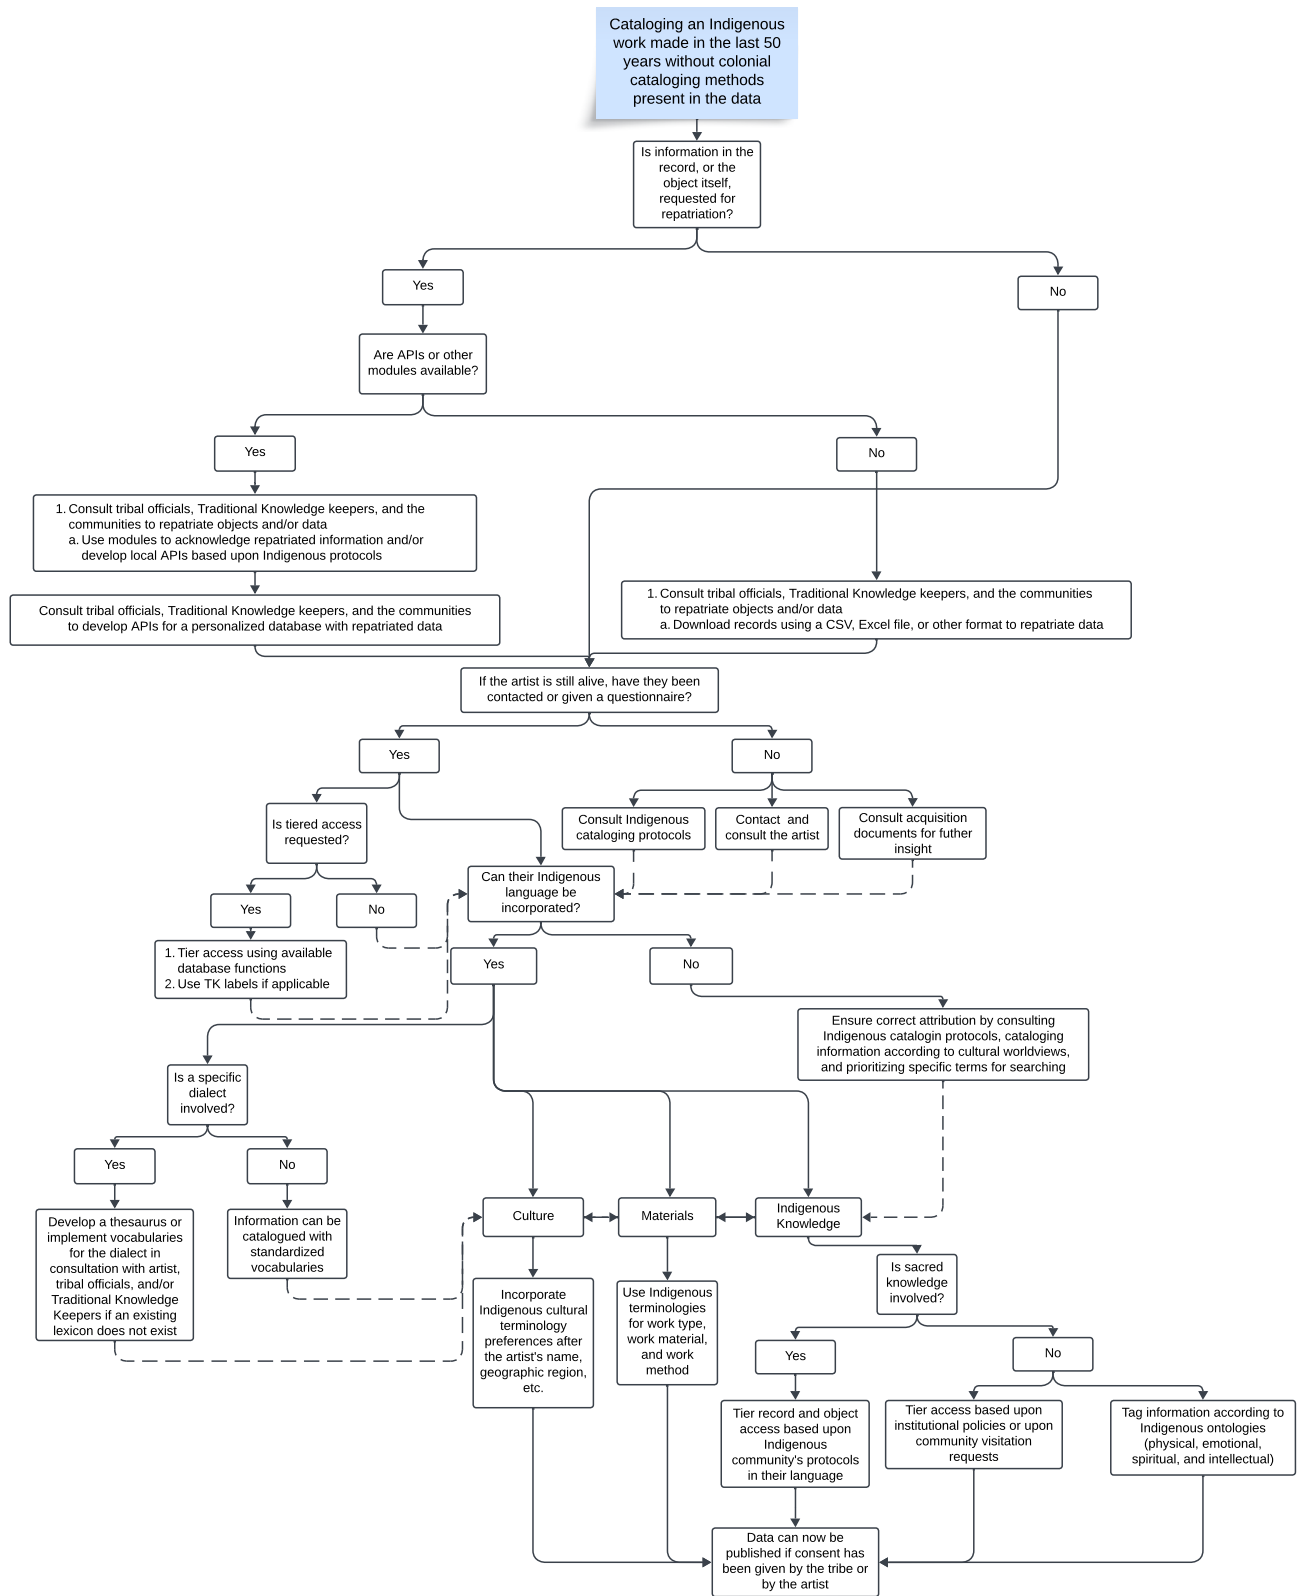 Cataloging an Indigenous
work made in the last 50
years without colonial
cataloging methods
present in the data
Is information in the
record, or the
object itself,
requested for
repatriation?
Yes
No
Are APIs or other
modules available?
Yes
No
1. Consult tribal officials, Traditional Knowledge keepers, and the
communities to repatriate objects and/or data
a. Use modules to acknowledge repatriated information and/or
develop local APIs based upon Indigenous protocols
Consult tribal officials, Traditional Knowledge keepers, and the communities
to develop APIs for a personalized database with repatriated data
1. Consult tribal officials, Traditional Knowledge keepers, and the communities
to repatriate objects and/or data
a. Download records using a CSV, Excel file, or other format to repatriate data
If the artist is still alive, have they been
contacted or given a questionnaire?
Yes
No
Is tiered access
requested?
Consult Indigenous
cataloging protocols
Contact and
consult the artist
Consult acquisition
documents for futher
insight
Can their Indigenous
language be
incorporated?
Yes
No
1. Tier access using available
database functions
2. Use TK labels if applicable
Yes
No
Ensure correct attribution by consulting
Indigenous catalogin protocols, cataloging
information according to cultural worldviews,
and prioritizing specific terms for searching
Is a specific
dialect
involved?
Yes
No
Develop a thesaurus or
implement vocabularies
for the dialect in
consultation with artist,
tribal officials, and/or
Traditional Knowledge
Keepers if an existing
lexicon does not exist
Information can be
catalogued with
standardized
vocabularies
Culture
Materials
Indigenous
Knowledge
Incorporate
Indigenous cultural
terminology
preferences after
the artist's name,
geographic region,
etc.
Use Indigenous
terminologies
for work type,
work material,
and work
method
Is sacred
knowledge
involved?
Yes
No
Tier record and object
access based upon
Indigenous
community's protocols
in their language
Tier access based upon
institutional policies or upon
community visitation
requests
Tag information according to
Indigenous ontologies
(physical, emotional,
spiritual, and intellectual)
Data can now be
published if consent has
been given by the tribe or
by the artist